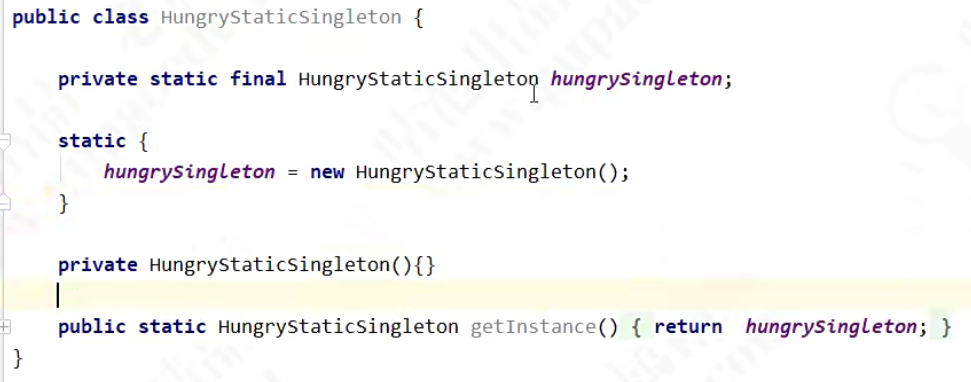 public class HungryStaticSingleton {
private static final HungryStaticSingleton hungrySingleton;
static {
hungrySingleton = new HungryStaticSingleton();
}
private HungryStaticSingleton(){}
public static HungryStaticSingleton getInstance() { return  hungrySingleton; }
}